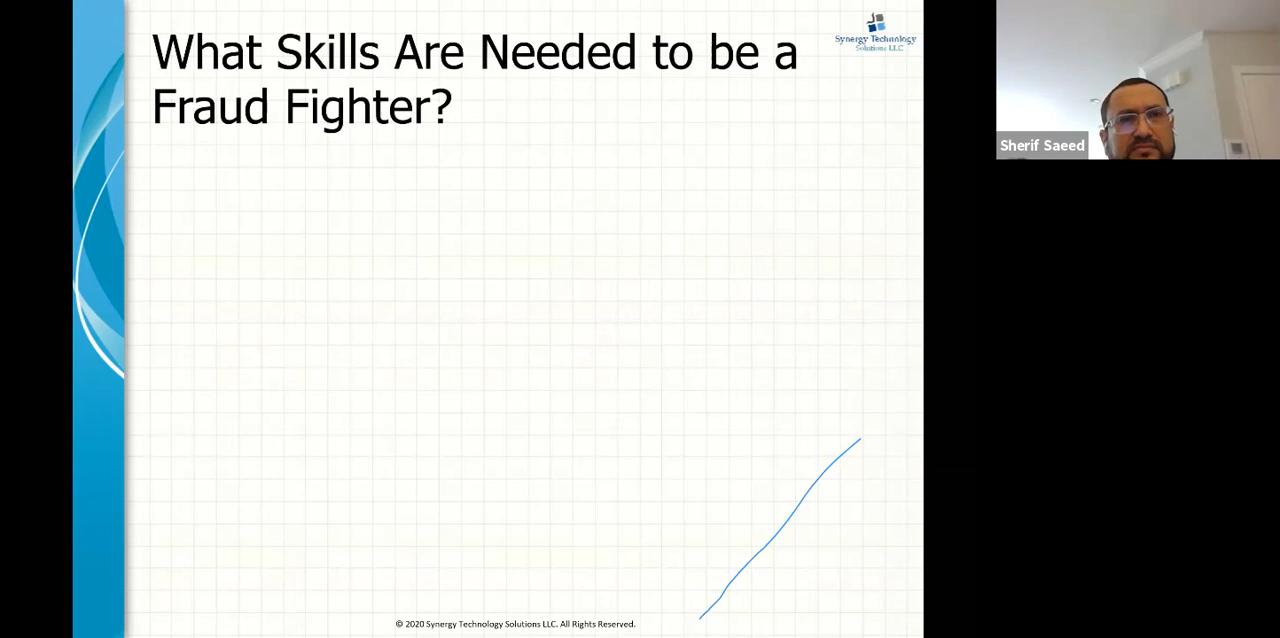 What Skills Are Needed to be a
Fraud Fighter?
Synergy Technology
Solutions LLC
Sherif Saeed
© 2020 Synergy Technology Solutions LLC. All Rights Reserved.